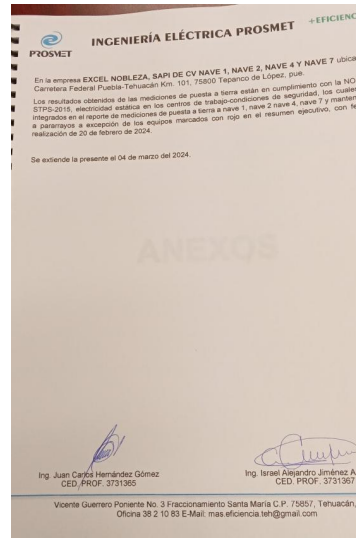 PROSMET
INGENIERÍA ELÉCTRICA PROSMET
+EFICIENC
En la empresa EXCEL NOBLEZA, SAPI DE CV NAVE 1, NAVE 2, NAVE 4 Y NAVE 7 ubica
Carretera Federal Puebla-Tehuacán Km. 101, 75800 Tepanco de López, pue.
Los resultados obtenidos de las mediciones de puesta a tierra están en cumplimiento con la NO
STPS-2015, electricidad estática en los centros de trabajo-condiciones de seguridad, los cuales
integrados en el reporte de mediciones de puesta a tierra a nave 1, nave 2 nave 4, nave 7 y manten
a pararrayos a excepción de los equipos marcados con rojo en el resumen ejecutivo, con fe
realización de 20 de febrero de 2024.
Se extiende la presente el 04 de marzo del 2024.
ANEXOS
Ing. Juan Carlos Hernández Gómez
CED. PROF. 3731365
Ing. Israel Alejandro Jiménez A
CED. PROF. 3731367
Vicente Guerrero Poniente No. 3 Fraccionamiento Santa María C.P. 75857, Tehuacán,
Oficina 38 2 10 83 E-Mail: mas.eficiencia.teh@gmail.com